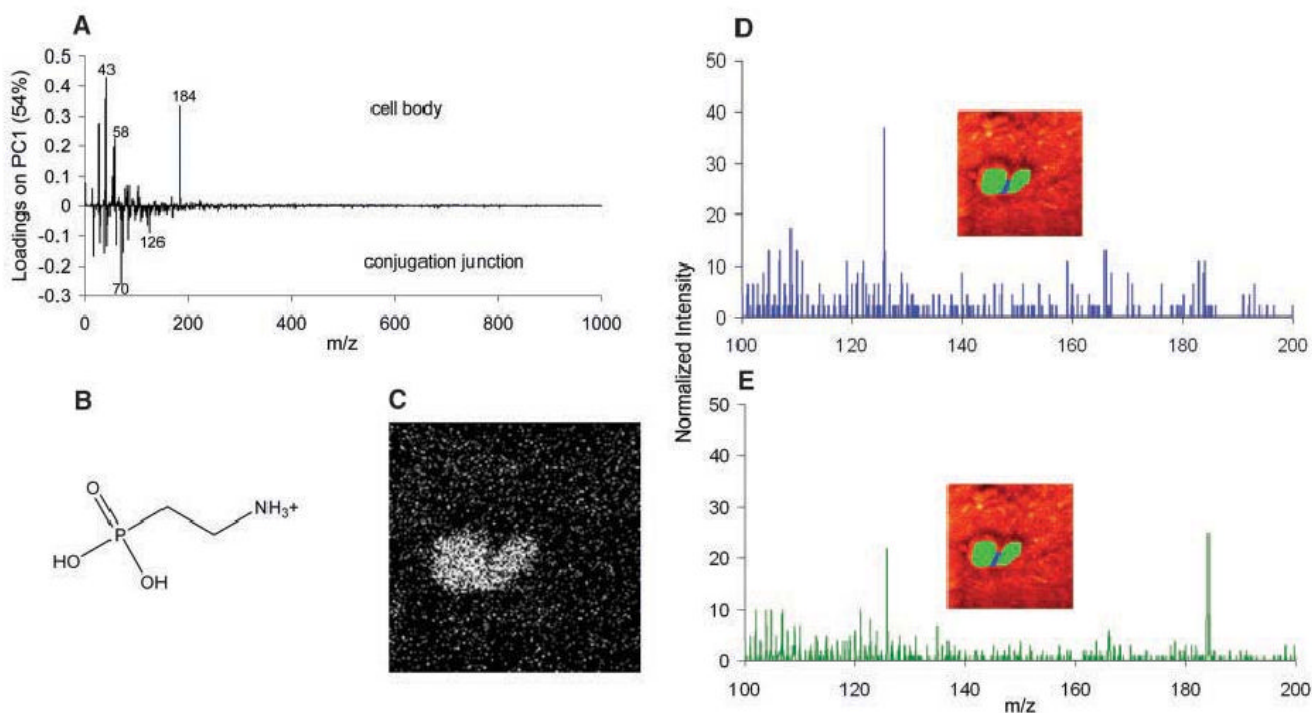 A
Loadings on PC1 (54%)
0.5
0.4
0.3
0.2
0.1
0
-0.1
-0.2
-0.3
43
58
184
126
70
cell body
conjugation junction
0 200 400 600 800 1000
m/z
B
O
P
HO
OH
NH₃+
C
D
Normalized Intensity
50
40
30
20
10
0
100 120 140 160 180 200
E
50
40
30
20
10
0
100 120 140 160 180 200
m/z